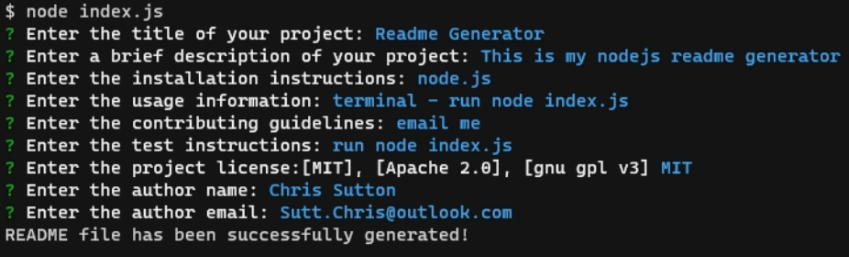 $ node index.js
? Enter the title of your project: Readme Generator
? Enter a brief description of your project: This is my nodejs readme generator
? Enter the installation instructions: node.js
? Enter the usage information: terminal - run node index.js
? Enter the contributing guidelines: email me
? Enter the test instructions: run node index.js
? Enter the project license:[MIT], [Apache 2.0], [gnu gpl v3] MIT
? Enter the author name: Chris Sutton
? Enter the author email: Sutt.Chris@outlook.com
README file has been successfully generated!